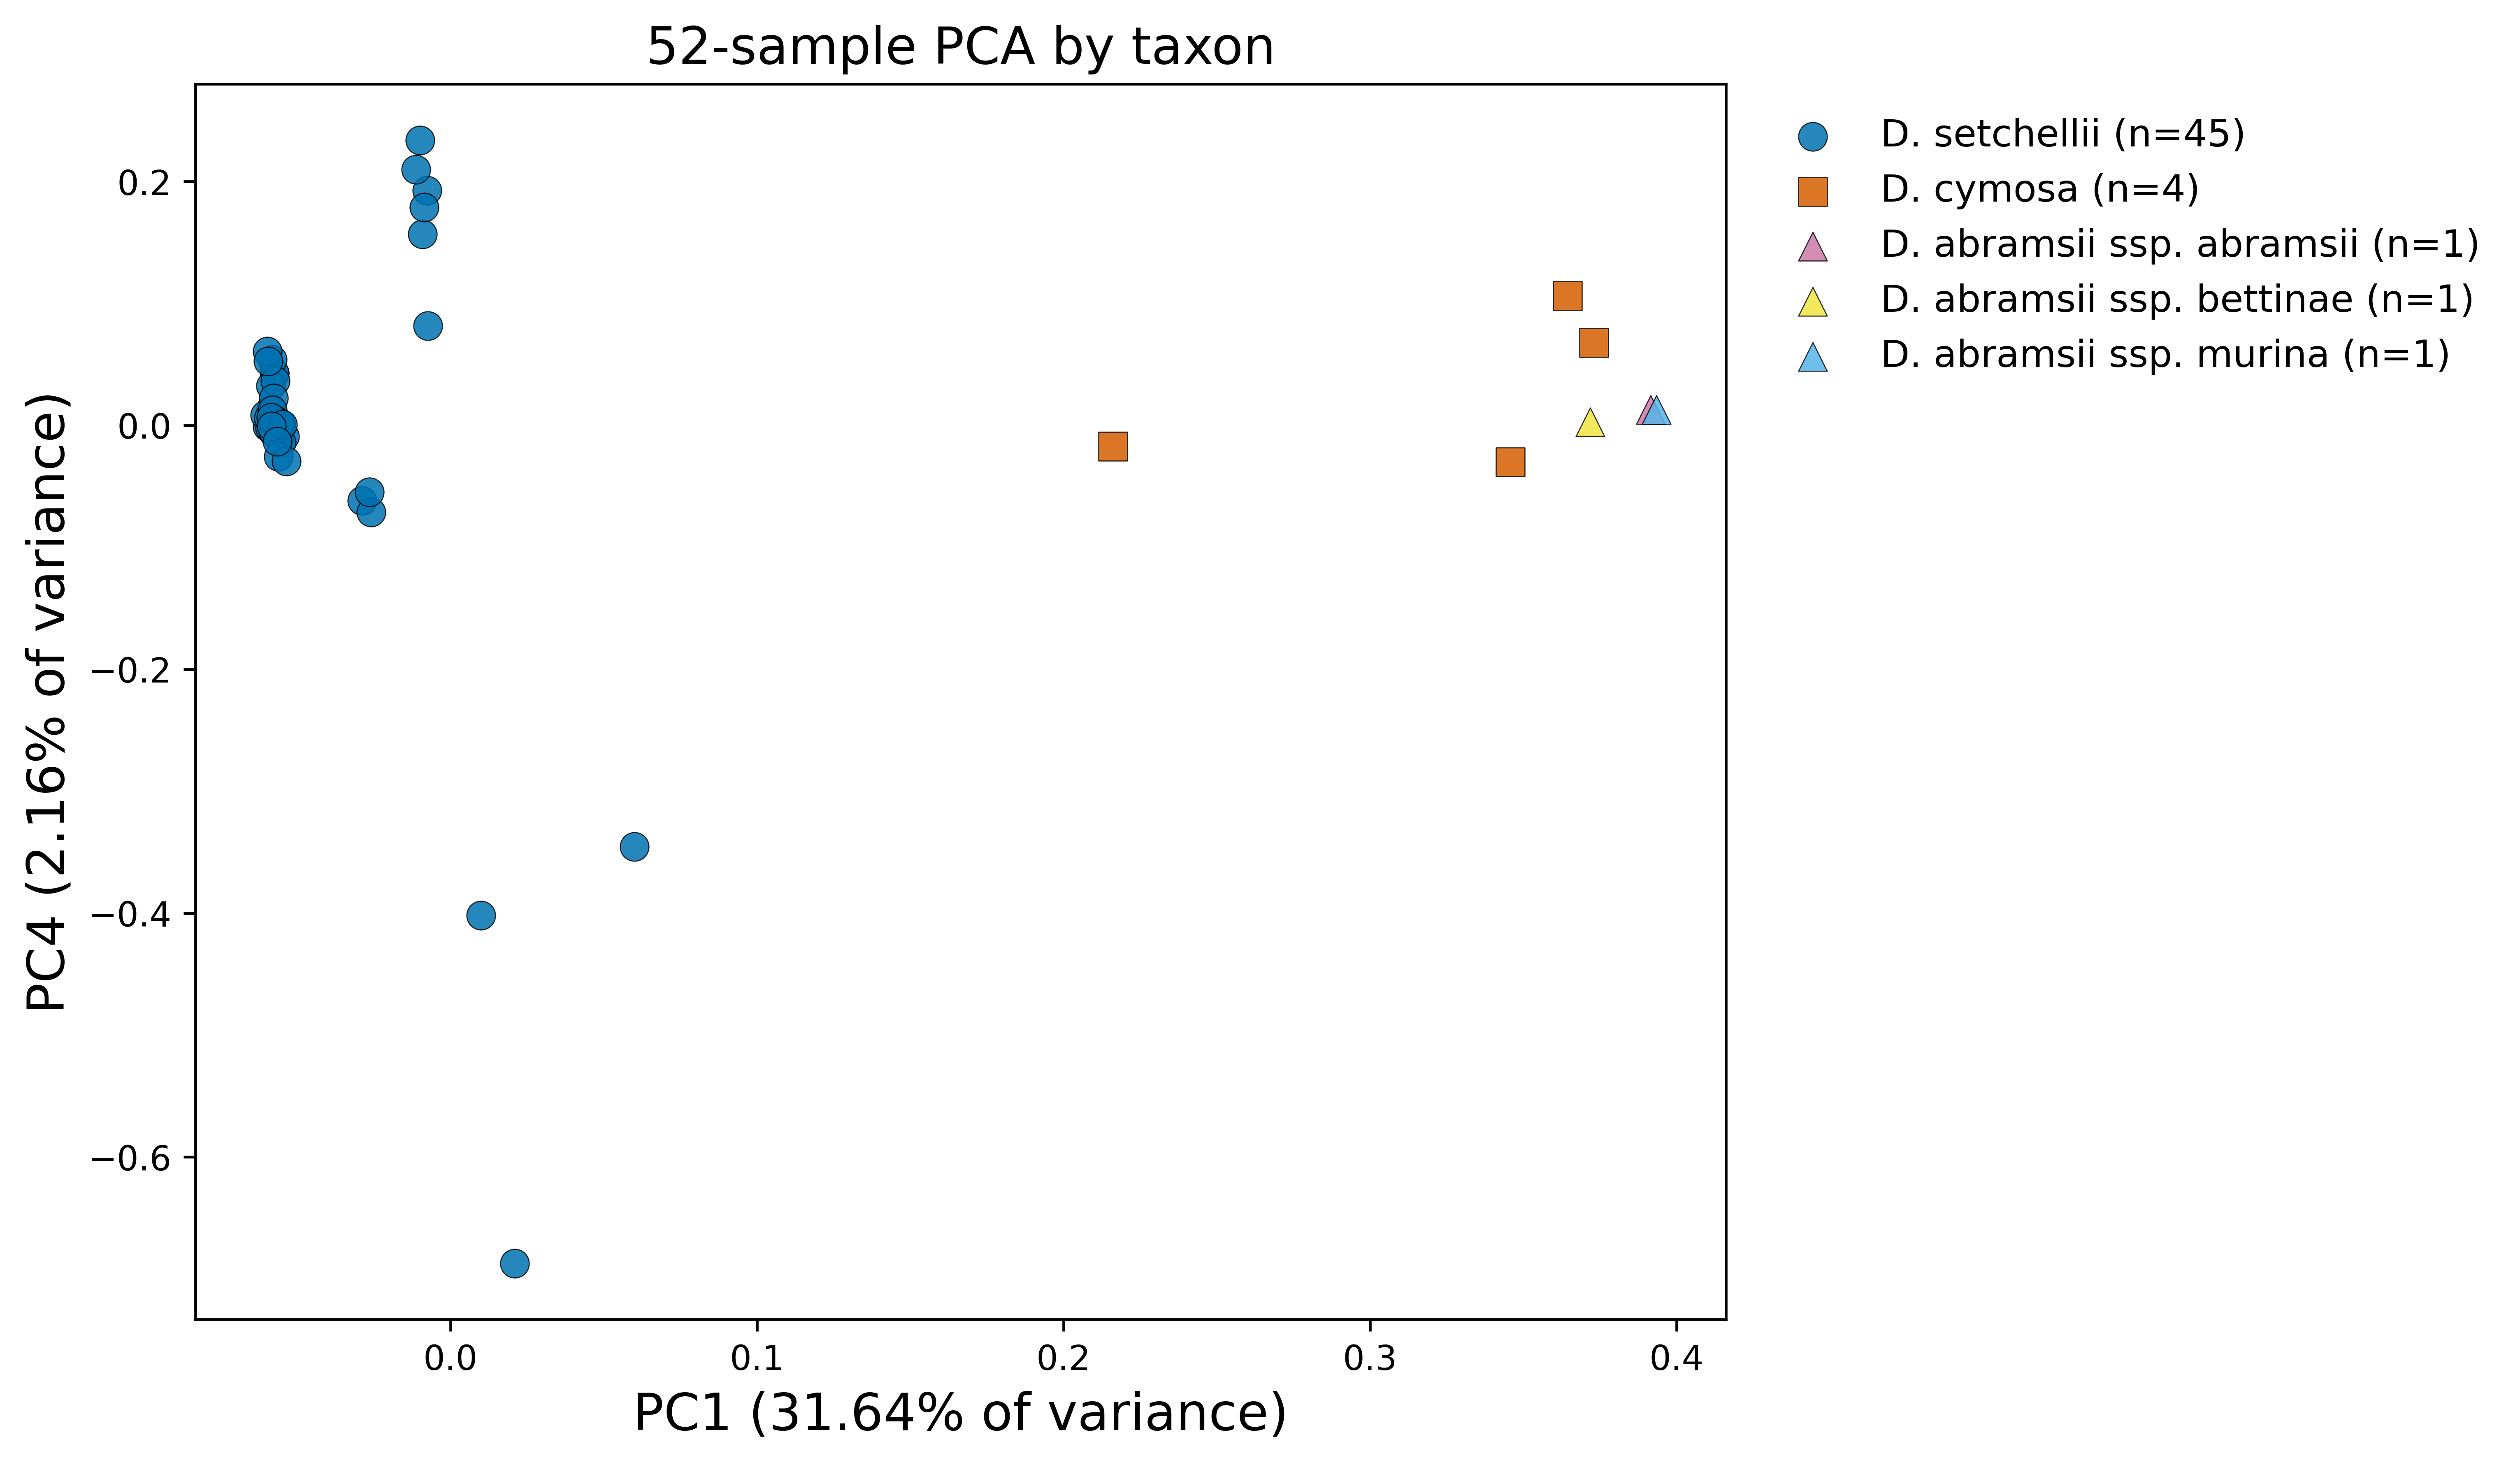 52-sample PCA by taxon
D. setchellii (n=45)
D. cymosa (n=4)
D. abramsii ssp. abramsii (n=1)
D. abramsii ssp. bettinae (n=1)
D. abramsii ssp. murina (n=1)
PC4 (2.16% of variance)
0.2
0.0
−0.2
−0.4
−0.6
0.0 0.1 0.2 0.3 0.4
PC1 (31.64% of variance)